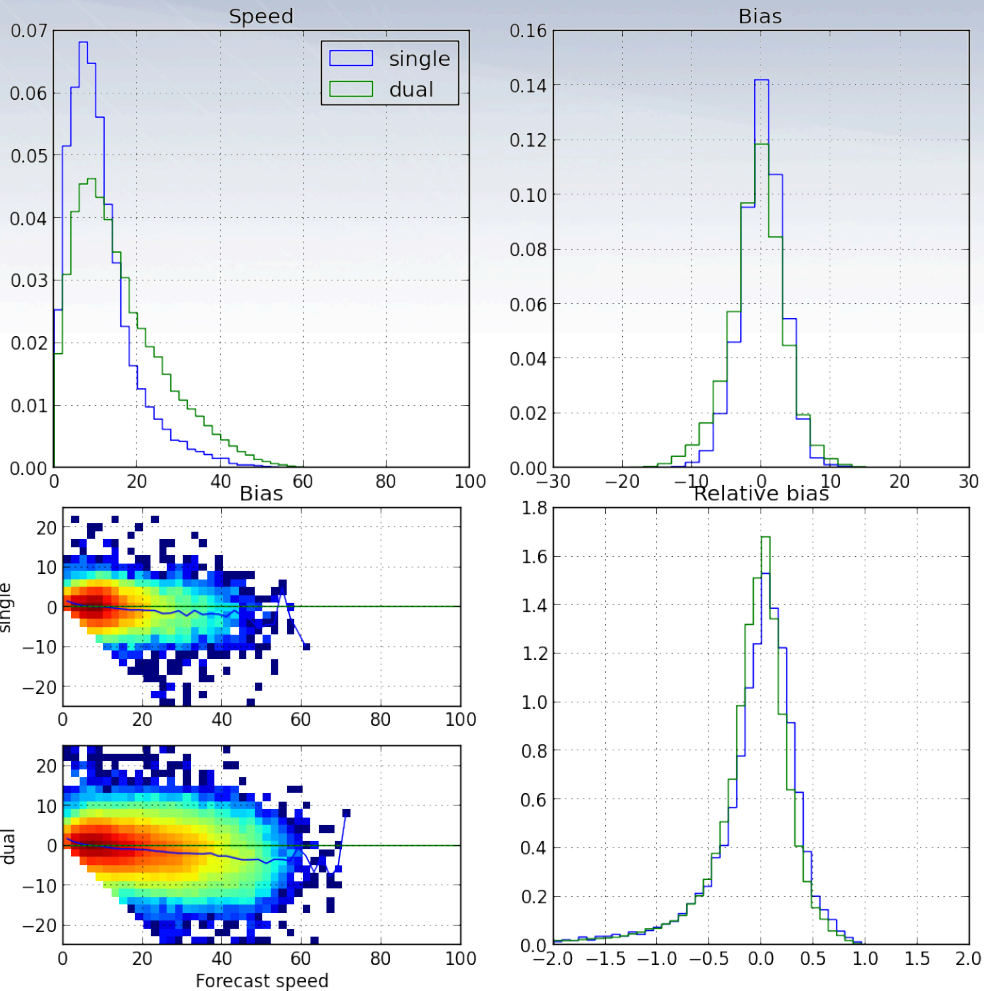 Speed
0.07
0.06
0.05
0.04
0.03
0.02
0.01
0.00
0 20 40 60 80 100
single
dual
Bias
0.16
0.14
0.12
0.10
0.08
0.06
0.04
0.02
0.00
−30 −20 −10 0 10 20 30
Bias
20
10
0
−10
−20
single
0 20 40 60 80 100
20
10
0
−10
−20
dual
0 20 40 60 80 100
Forecast speed
Relative bias
1.8
1.6
1.4
1.2
1.0
0.8
0.6
0.4
0.2
0.0
−2.0 −1.5 −1.0 −0.5 0.0 0.5 1.0 1.5 2.0